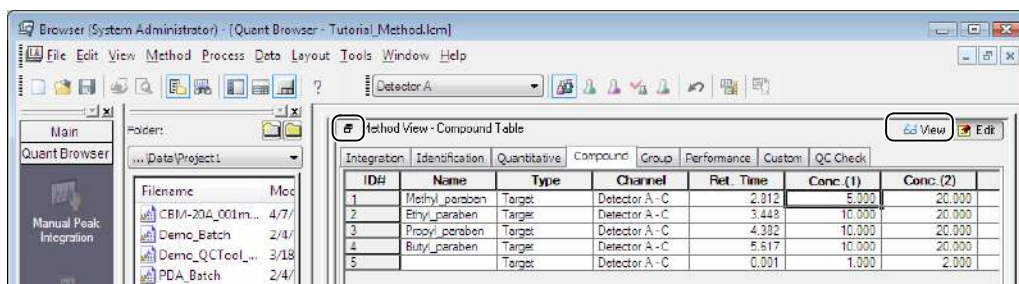 Browser (System Administrator) - [Quant Browser - Tutorial_Method.lcm]
File Edit View Method Process Data Layout Tools Window Help
Detector A
Main
Quant Browser
Manual Peak
Integration
Folder:
... \Data\Project1
Filename
CBM-20A_001m... 4/7/
Demo_Batch 2/4/
Demo_QCTool_... 3/18
PDA_Batch 2/4/
Method View - Compound Table View Edit
Integration Identification Quantitative Compound Group Performance Custom QC Check
ID# Name Type Channel Ret. Time Conc.(1) Conc.(2)
1 Methyl_paraben Target Detector A - C 2.812 5.000 20.000
2 Ethyl_paraben Target Detector A - C 3.448 10.000 20.000
3 Propyl_paraben Target Detector A - C 4.382 10.000 20.000
4 Butyl_paraben Target Detector A - C 5.617 10.000 20.000
5 Target Detector A - C 0.001 1.000 2.000